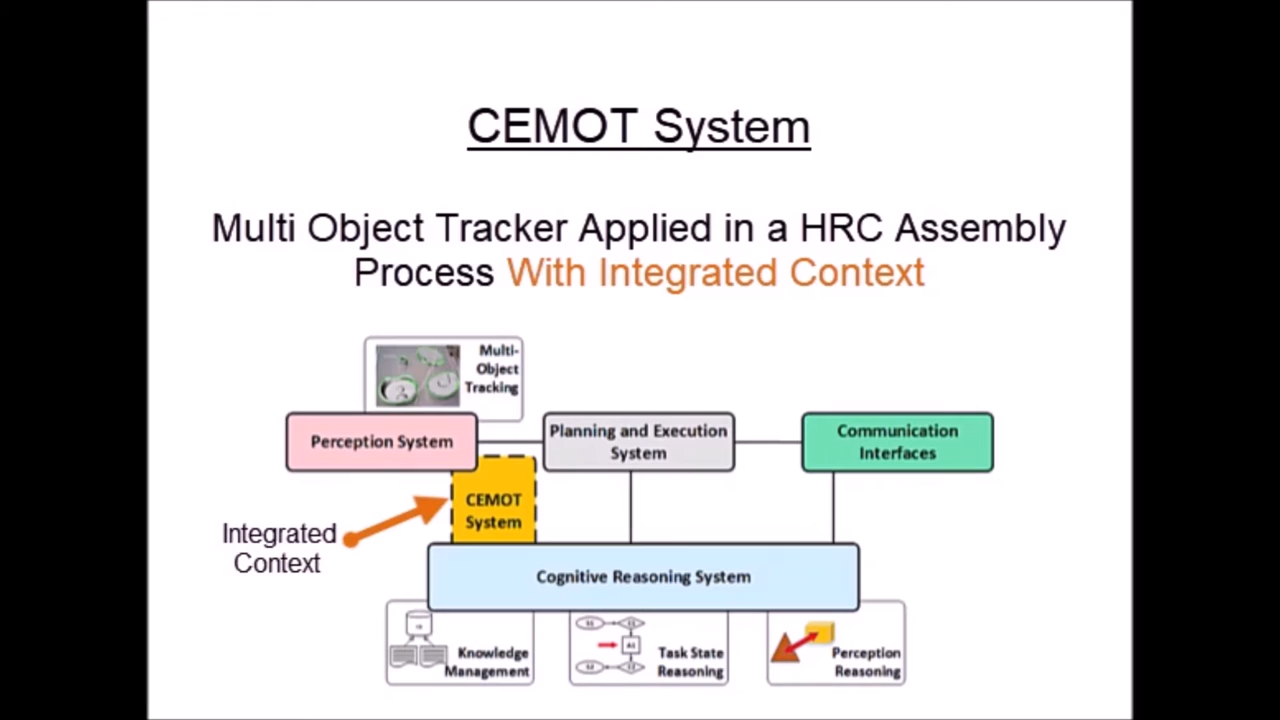 CEMOT System
Multi Object Tracker Applied in a HRC Assembly
Process With Integrated Context
Multi-
Object
Tracking
Perception System
Planning and Execution
System
Communication
Interfaces
CEMOT
System
Integrated
Context
Cognitive Reasoning System
Knowledge
Management
Task State
Reasoning
Perception
Reasoning